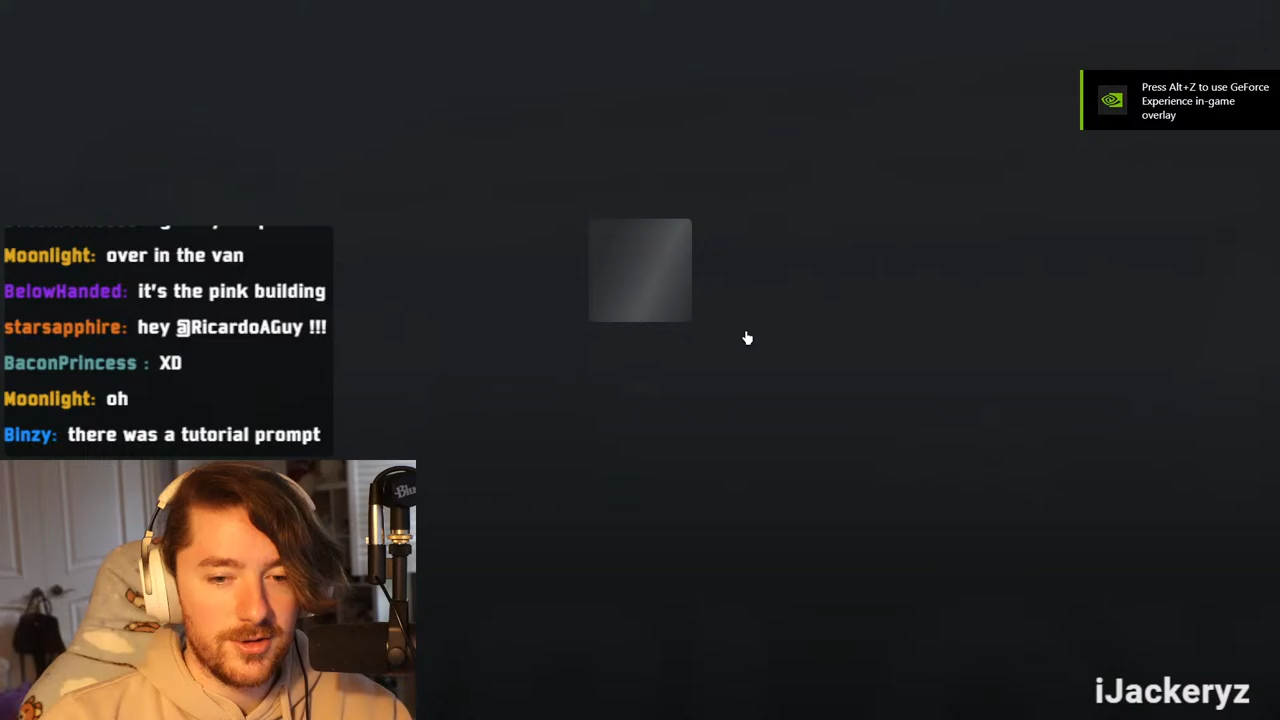 Press Alt+Z to use GeForce
Experience in-game
overlay
Moonlight: over in the van
BelowHanded: it's the pink building
starsapphire: hey @RicardoAGuy !!!
BaconPrincess : XD
Moonlight: oh
Binzy: there was a tutorial prompt
Blue
iJackeryz